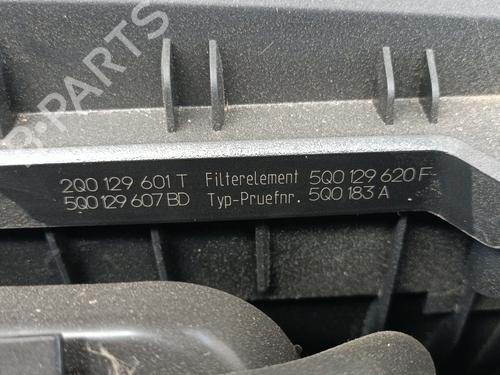 B-PARTS
2Q0 129 601 T Filterelement 5Q0 129 620 F
5Q0 129 607 BD Typ-Pruefnr. 5Q0 183 A